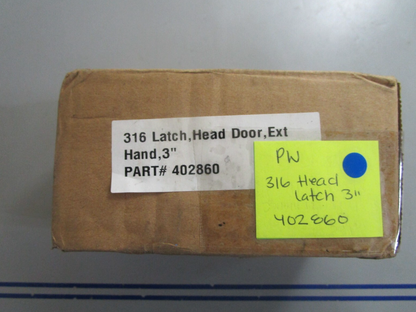 316 Latch,Head Door,Ext
Hand,3"
PART# 402860
PW
316 Head
Latch 3"
402860